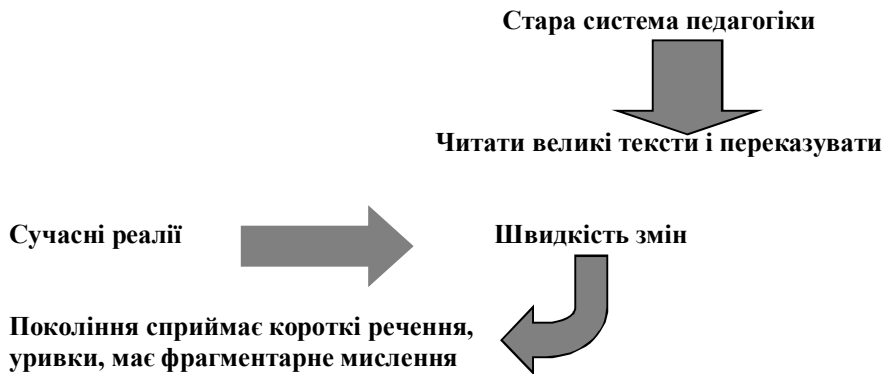 Стара система педагогіки
Читати великі тексти і переказувати
Сучасні реалії
Швидкість змін
Покоління сприймає короткі речення,
уривки, має фрагментарне мислення